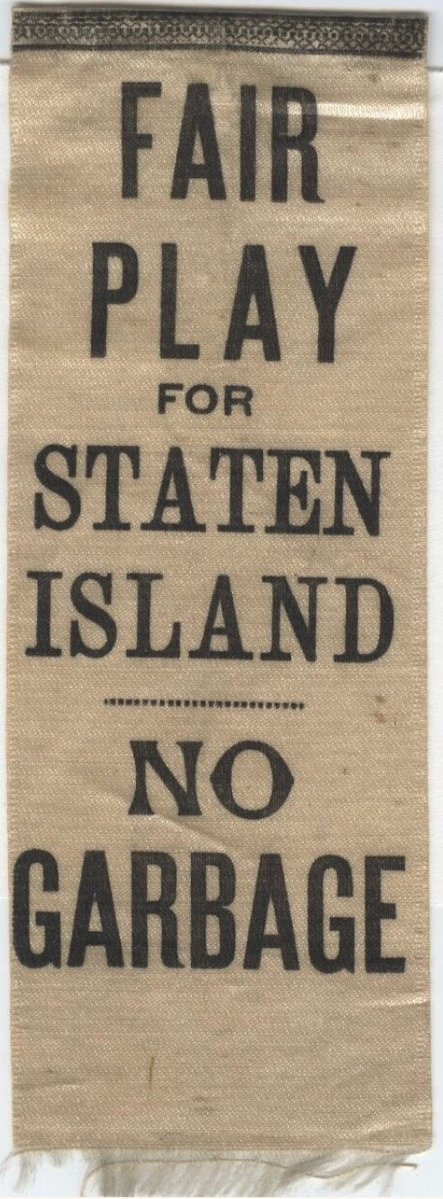 FAIR
PLAY
FOR
STATEN
ISLAND
NO
GARBAGE